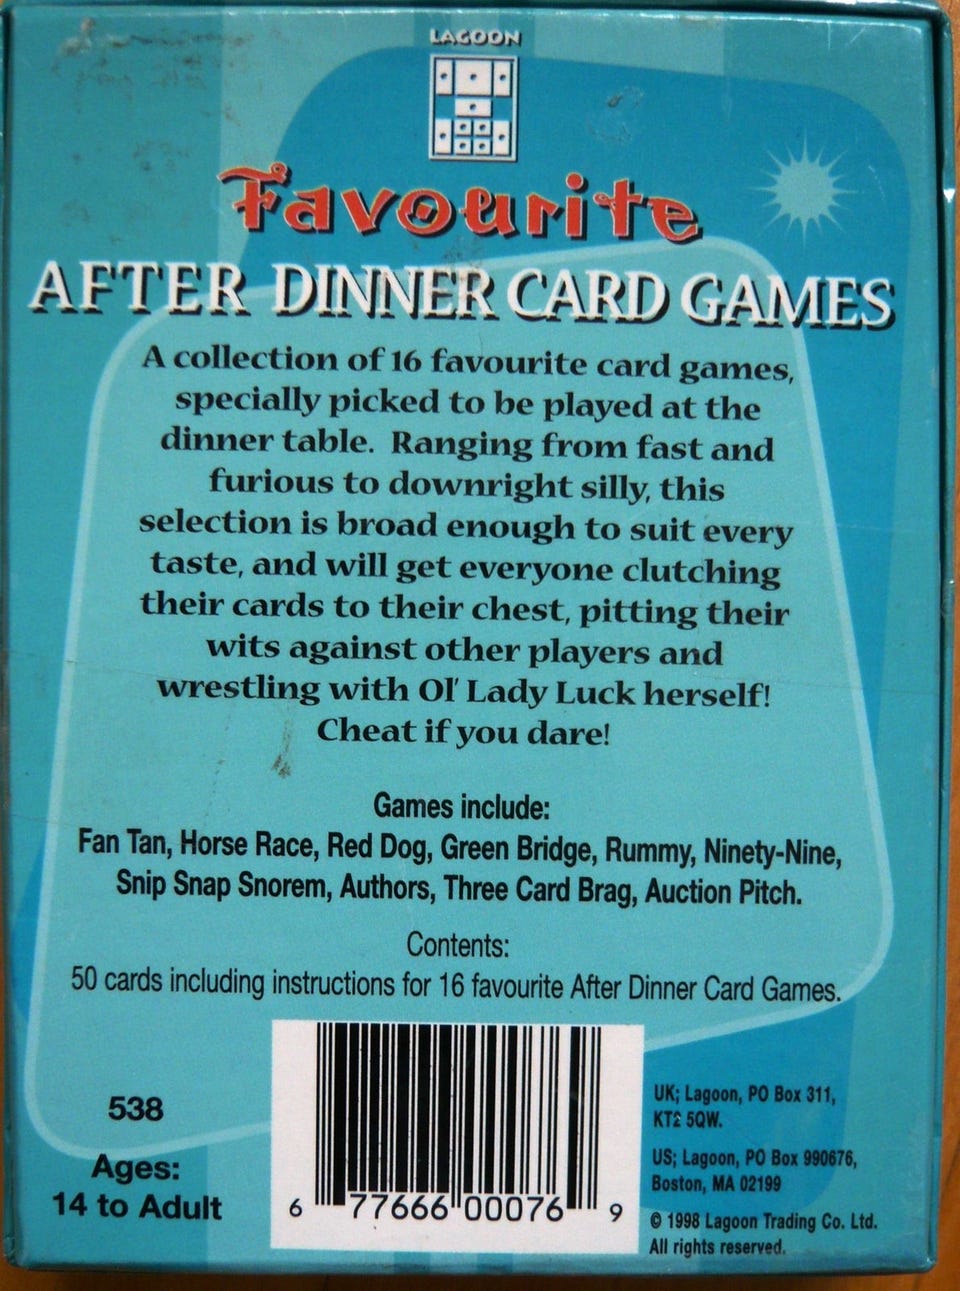 LAGOON
Favourite
AFTER DINNER CARD GAMES
A collection of 16 favourite card games,
specially picked to be played at the
dinner table. Ranging from fast and
furious to downright silly, this
selection is broad enough to suit every
taste, and will get everyone clutching
their cards to their chest, pitting their
wits against other players and
wrestling with Ol' Lady Luck herself!
Cheat if you dare!
Games include:
Fan Tan, Horse Race, Red Dog, Green Bridge, Rummy, Ninety-Nine,
Snip Snap Snorem, Authors, Three Card Brag, Auction Pitch.
Contents:
50 cards including instructions for 16 favourite After Dinner Card Games.
538
Ages:
14 to Adult
6 77666 00076 9
UK; Lagoon, PO Box 311,
KT2 5QW.
US; Lagoon, PO Box 990676,
Boston, MA 02199
© 1998 Lagoon Trading Co. Ltd.
All rights reserved.